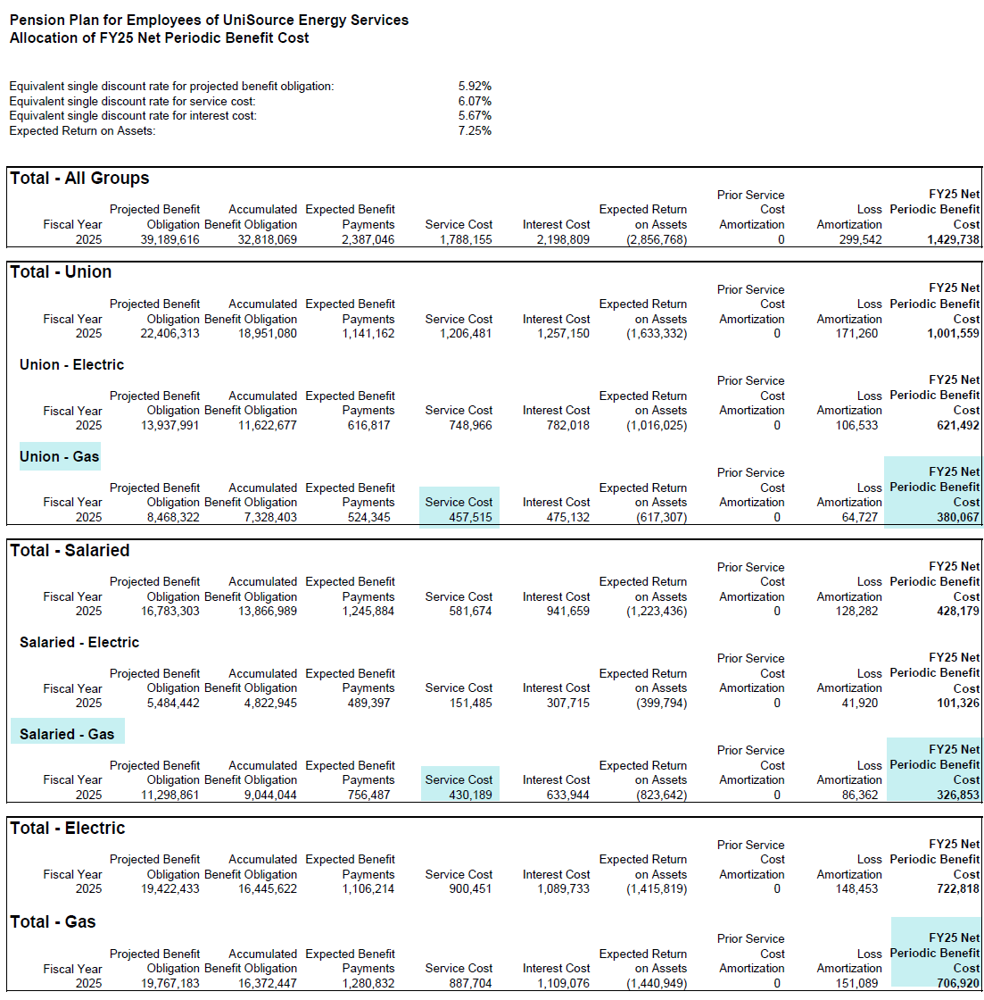 Pension Plan for Employees of UniSource Energy Services
Allocation of FY25 Net Periodic Benefit Cost
Equivalent single discount rate for projected benefit obligation: 5.92%
Equivalent single discount rate for service cost: 6.07%
Equivalent single discount rate for interest cost: 5.67%
Expected Return on Assets: 7.25%
Total - All Groups
Prior Service FY25 Net
Projected Benefit Accumulated Expected Benefit Expected Return Cost Loss Periodic Benefit
Fiscal Year Obligation Benefit Obligation Payments Service Cost Interest Cost on Assets Amortization Amortization Cost
2025 39,189,616 32,818,069 2,387,046 1,788,155 2,198,809 (2,856,768) 0 299,542 1,429,738
Total - Union
Prior Service FY25 Net
Projected Benefit Accumulated Expected Benefit Expected Return Cost Loss Periodic Benefit
Fiscal Year Obligation Benefit Obligation Payments Service Cost Interest Cost on Assets Amortization Amortization Cost
2025 22,406,313 18,951,080 1,141,162 1,206,481 1,257,150 (1,633,332) 0 171,260 1,001,559
Union - Electric
Prior Service FY25 Net
Projected Benefit Accumulated Expected Benefit Expected Return Cost Loss Periodic Benefit
Fiscal Year Obligation Benefit Obligation Payments Service Cost Interest Cost on Assets Amortization Amortization Cost
2025 13,937,991 11,622,677 616,817 748,966 782,018 (1,016,025) 0 106,533 621,492
Union - Gas
Prior Service FY25 Net
Projected Benefit Accumulated Expected Benefit Expected Return Cost Loss Periodic Benefit
Fiscal Year Obligation Benefit Obligation Payments Service Cost Interest Cost on Assets Amortization Amortization Cost
2025 8,468,322 7,328,403 524,345 457,515 475,132 (617,307) 0 64,727 380,067
Total - Salaried
Prior Service FY25 Net
Projected Benefit Accumulated Expected Benefit Expected Return Cost Loss Periodic Benefit
Fiscal Year Obligation Benefit Obligation Payments Service Cost Interest Cost on Assets Amortization Amortization Cost
2025 16,783,303 13,866,989 1,245,884 581,674 941,659 (1,223,436) 0 128,282 428,179
Salaried - Electric
Prior Service FY25 Net
Projected Benefit Accumulated Expected Benefit Expected Return Cost Loss Periodic Benefit
Fiscal Year Obligation Benefit Obligation Payments Service Cost Interest Cost on Assets Amortization Amortization Cost
2025 5,484,442 4,822,945 489,397 151,485 307,715 (399,794) 0 41,920 101,326
Salaried - Gas
Prior Service FY25 Net
Projected Benefit Accumulated Expected Benefit Expected Return Cost Loss Periodic Benefit
Fiscal Year Obligation Benefit Obligation Payments Service Cost Interest Cost on Assets Amortization Amortization Cost
2025 11,298,861 9,044,044 756,487 430,189 633,944 (823,642) 0 86,362 326,853
Total - Electric
Prior Service FY25 Net
Projected Benefit Accumulated Expected Benefit Expected Return Cost Loss Periodic Benefit
Fiscal Year Obligation Benefit Obligation Payments Service Cost Interest Cost on Assets Amortization Amortization Cost
2025 19,422,433 16,445,622 1,106,214 900,451 1,089,733 (1,415,819) 0 148,453 722,818
Total - Gas
Prior Service FY25 Net
Projected Benefit Accumulated Expected Benefit Expected Return Cost Loss Periodic Benefit
Fiscal Year Obligation Benefit Obligation Payments Service Cost Interest Cost on Assets Amortization Amortization Cost
2025 19,767,183 16,372,447 1,280,832 887,704 1,109,076 (1,440,949) 0 151,089 706,920